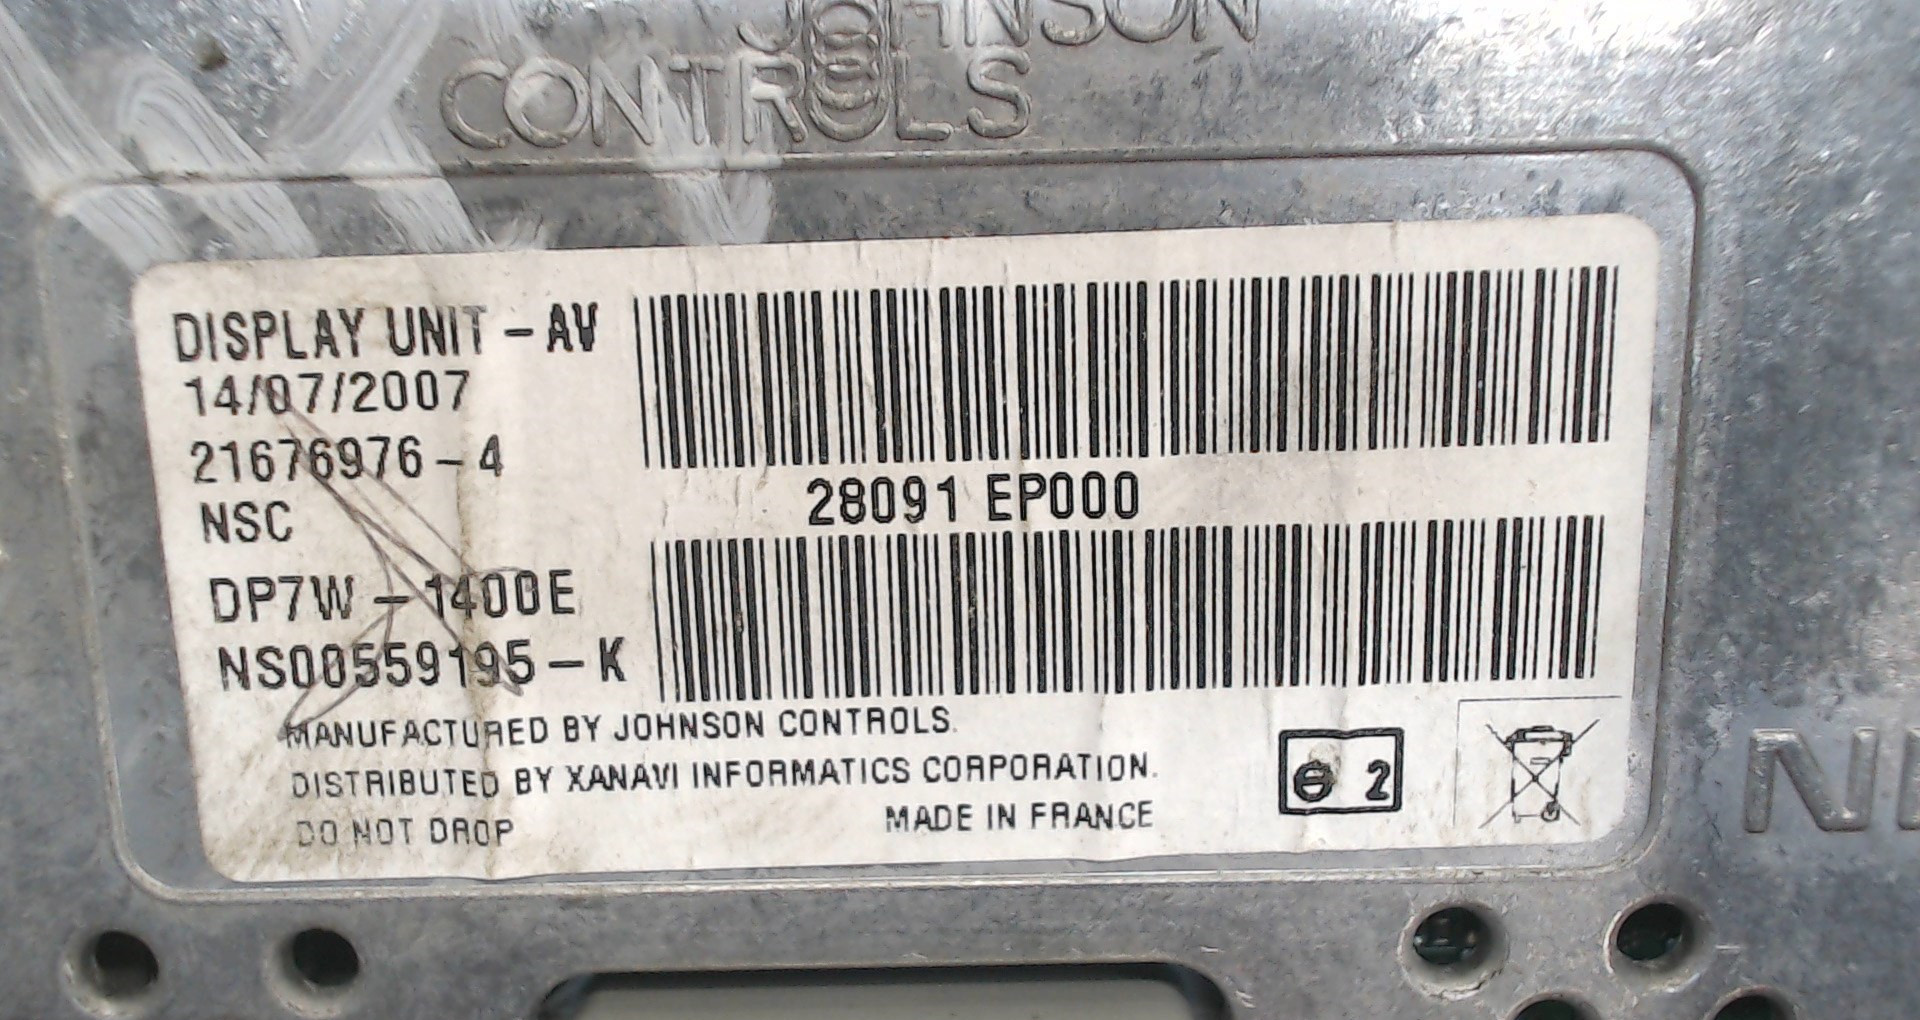 JOHNSON
CONTROLS
DISPLAY UNIT - AV
14/07/2007
21676976 - 4
NSC
28091 EP000
DP7W - 1400E
NS00559195 - K
MANUFACTURED BY JOHNSON CONTROLS.
DISTRIBUTED BY XANAVI INFORMATICS CORPORATION.
DO NOT DROP
MADE IN FRANCE
2